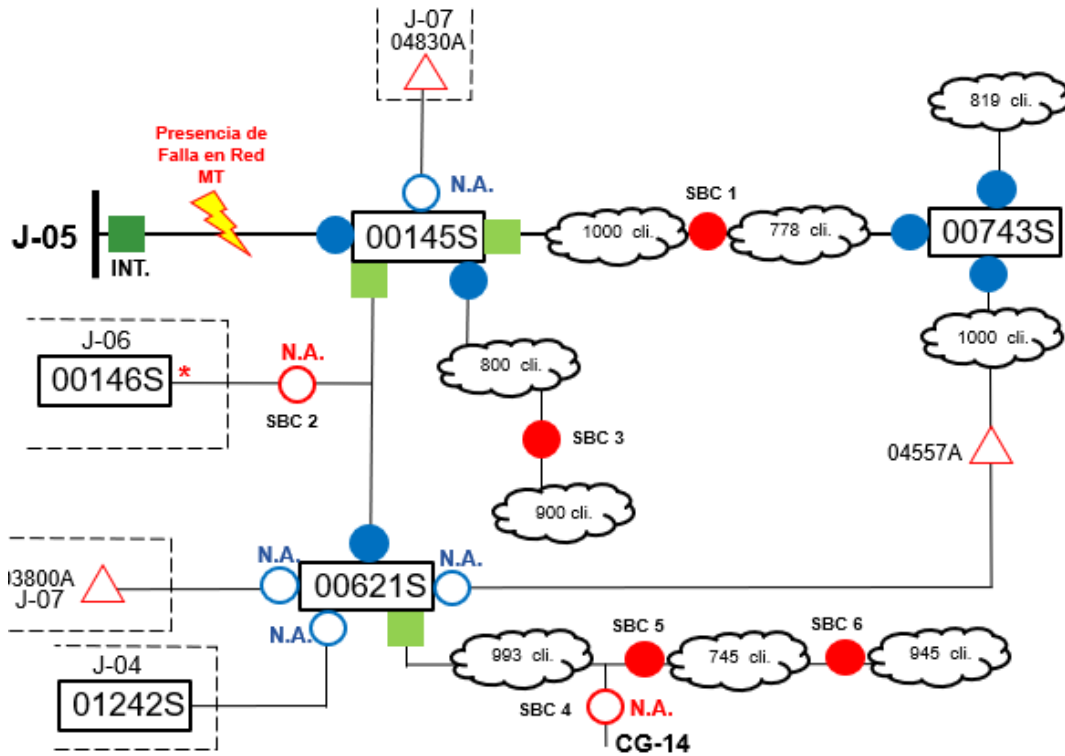 J-07
04830A
819 cli.
Presencia de
Falla en Red
MT
N.A.
SBC 1
J-05
INT.
00145S
1000 cli.
778 cli.
00743S
J-06
00146S
*
N.A.
SBC 2
800 cli.
1000 cli.
SBC 3
04557A
900 cli.
03800A
J-07
N.A.
00621S
N.A.
N.A.
J-04
01242S
993 cli.
SBC 5
745 cli.
SBC 6
945 cli.
SBC 4
N.A.
CG-14